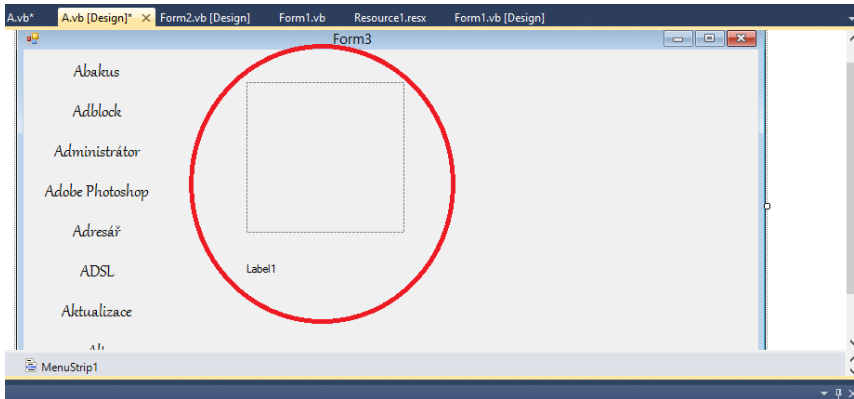 A.vb* A.vb [Design]* Form2.vb [Design] Form1.vb Resource1.resx Form1.vb [Design]
Form3
Abakus
Adblock
Administrátor
Adobe Photoshop
Adresář
ADSL
Label1
Aktualizace
MenuStrip1